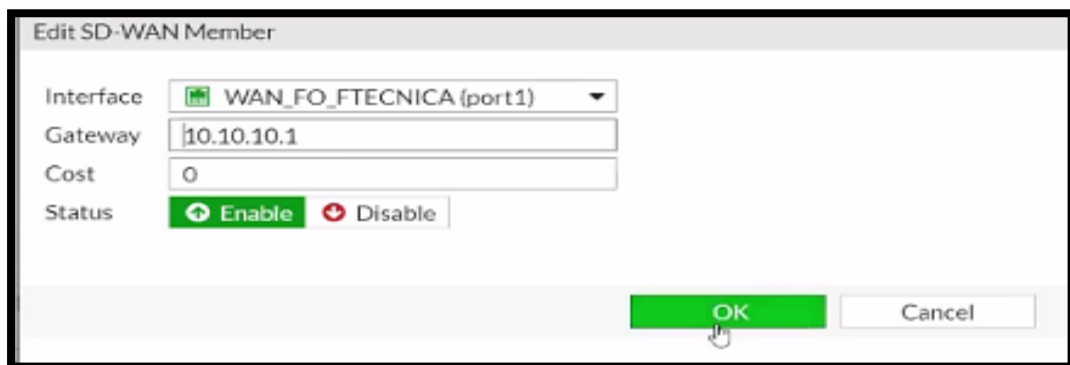 Edit SD-WAN Member
Interface WAN_FO_FTECNICA (port1)
Gateway 10.10.10.1
Cost 0
Status Enable Disable
OK Cancel